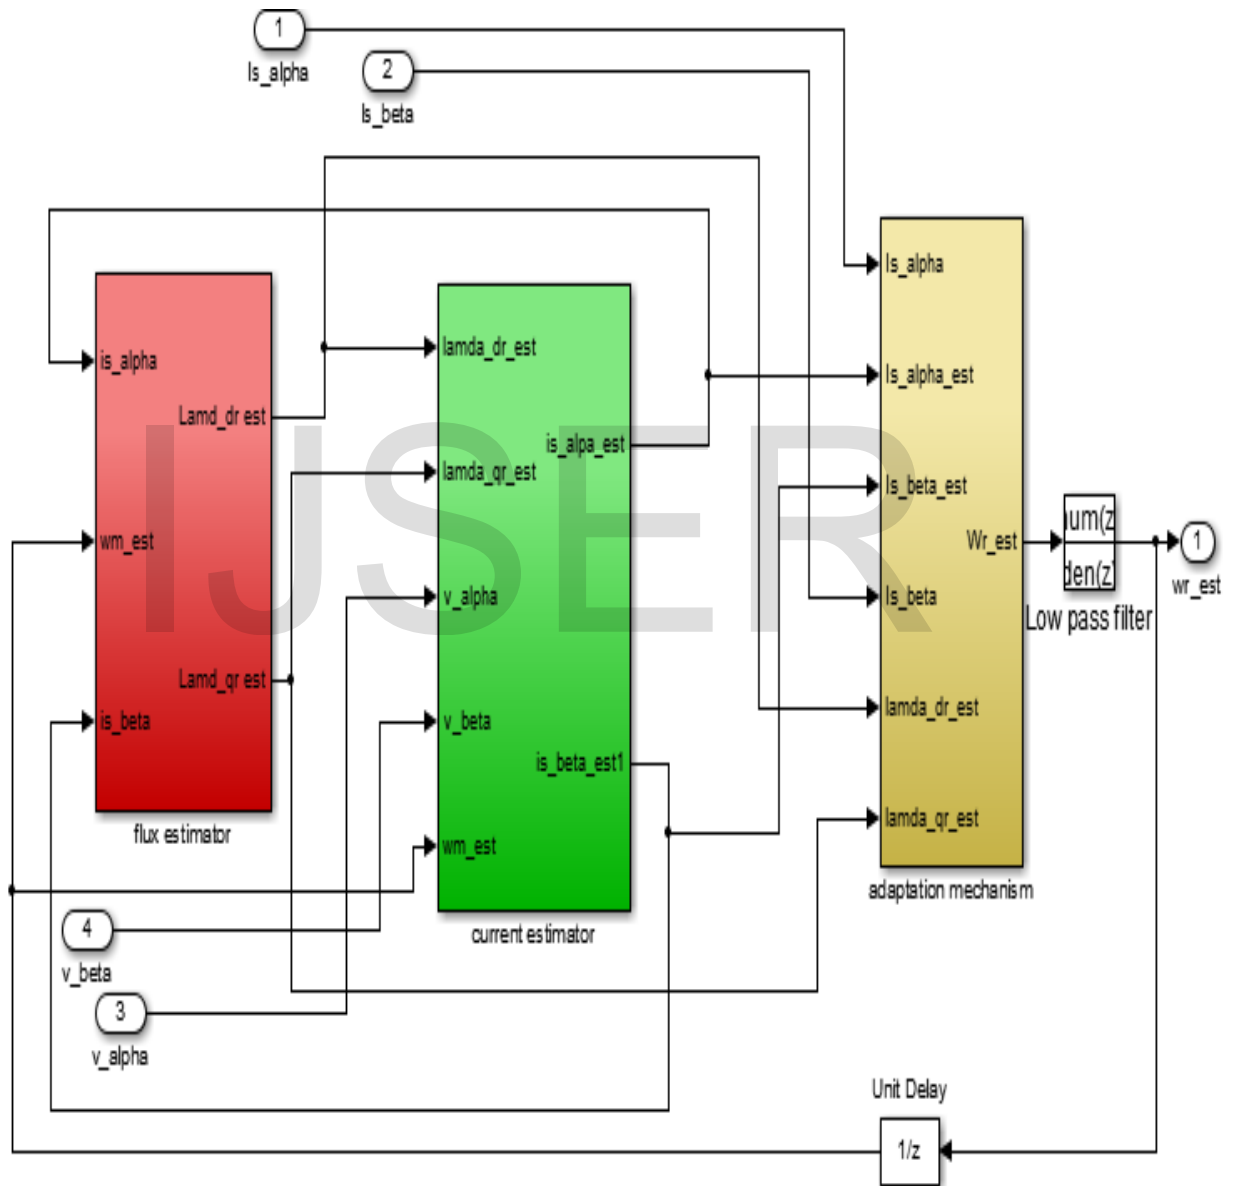 1
Is_alpha
2
Is_beta
is_alpha
Lamd_dr est
wm_est
Lamd_qr est
is_beta
flux estimator
lamda_dr_est
is_alpa_est
lamda_qr_est
v_alpha
v_beta
is_beta_est1
wm_est
current estimator
Is_alpha
Is_alpha_est
Is_beta_est
Wr_est
Is_beta
lamda_dr_est
lamda_qr_est
adaptation mechanism
num(z
den(z)
Low pass filter
1
wr_est
4
v_beta
3
v_alpha
Unit Delay
1/z
IJSER